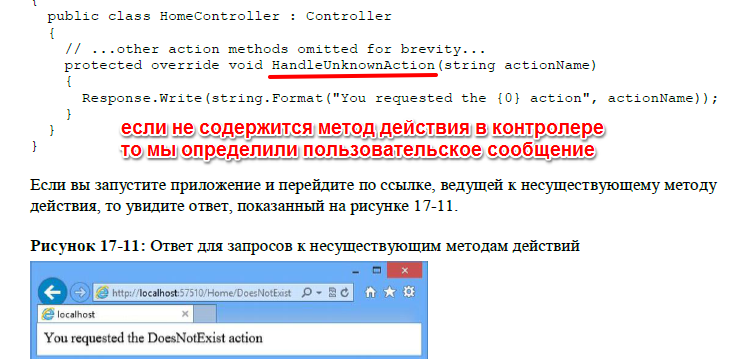 {
public class HomeController : Controller
{
// ...other action methods omitted for brevity...
protected override void HandleUnknownAction(string actionName)
{
Response.Write(string.Format("You requested the {0} action", actionName));
}
}
}
если не содержится метод действия в контролере
то мы определили пользовательское сообщение
Если вы запустите приложение и перейдите по ссылке, ведущей к несуществующему методу
действия, то увидите ответ, показанный на рисунке 17-11.
Рисунок 17-11: Ответ для запросов к несуществующим методам действий
http://localhost:57510/Home/DoesNotExist
localhost
You requested the DoesNotExist action